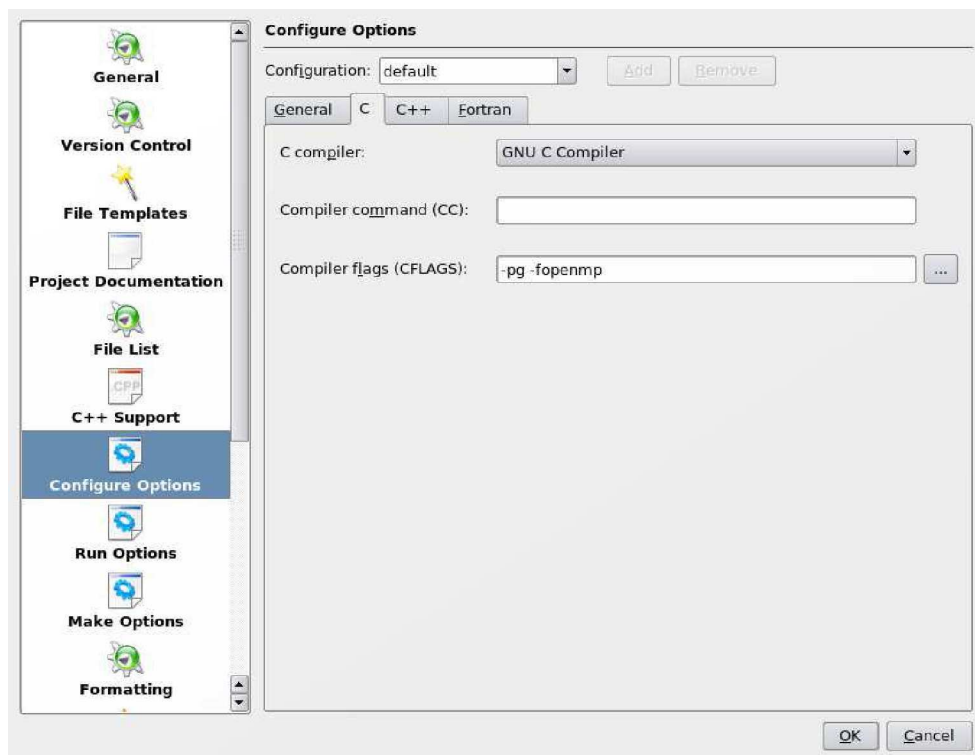 General
Version Control
File Templates
Project Documentation
File List
CPP
C++ Support
Configure Options
Run Options
Make Options
Formatting
Configure Options
Configuration: default Add Remove
General C C++ Fortran
C compiler: GNU C Compiler
Compiler command (CC):
Compiler flags (CFLAGS): -pg -fopenmp ...
OK Cancel